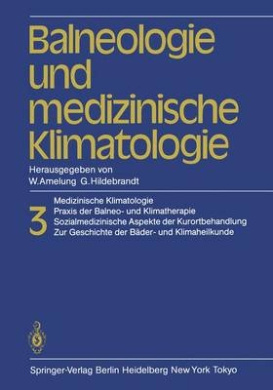 Balneologie
und
medizinische
Klimatologie
Herausgegeben von
W. Amelung G. Hildebrandt
3
Medizinische Klimatologie
Praxis der Balneo- und Klimatherapie
Sozialmedizinische Aspekte der Kurortbehandlung
Zur Geschichte der Bäder- und Klimaheilkunde
Springer-Verlag Berlin Heidelberg New York Tokyo